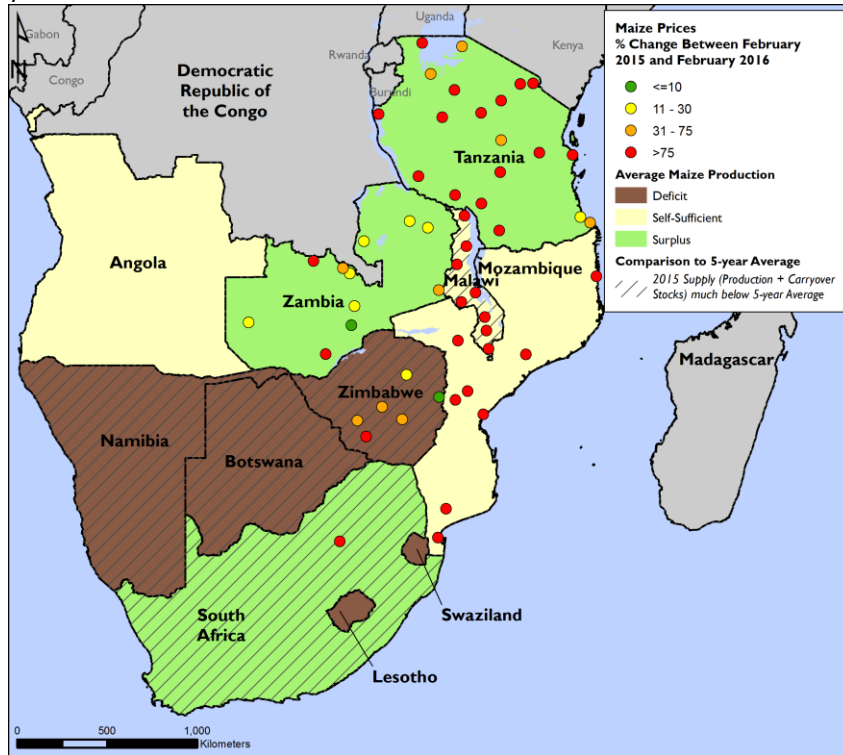 Uganda
Gabon
Kenya
Rwanda
Congo
Democratic
Republic of
the Congo
Burundi
Tanzania
Angola
Zambia
Malawi
Mozambique
Madagascar
Zimbabwe
Namibia
Botswana
South
Africa
Swaziland
Lesotho
Maize Prices
% Change Between February
2015 and February 2016
<=10
11 - 30
31 - 75
>75
Average Maize Production
Deficit
Self-Sufficient
Surplus
Comparison to 5-year Average
2015 Supply (Production + Carryover
Stocks) much below 5-year Average
0 500 1,000
Kilometers